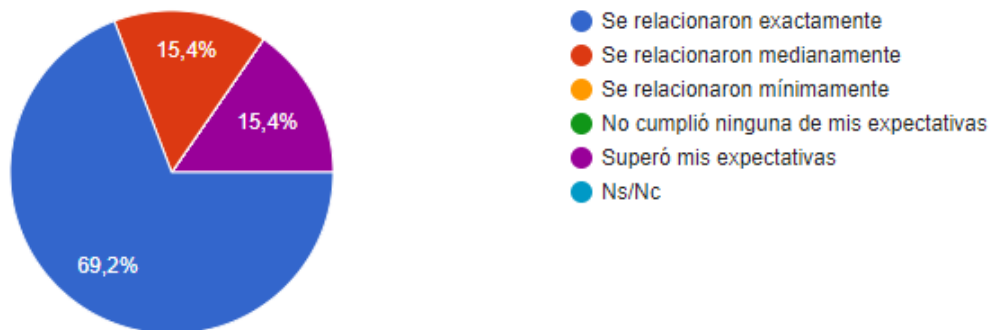 15,4%
15,4%
69,2%
Se relacionaron exactamente
Se relacionaron medianamente
Se relacionaron mínimamente
No cumplió ninguna de mis expectativas
Superó mis expectativas
Ns/Nc